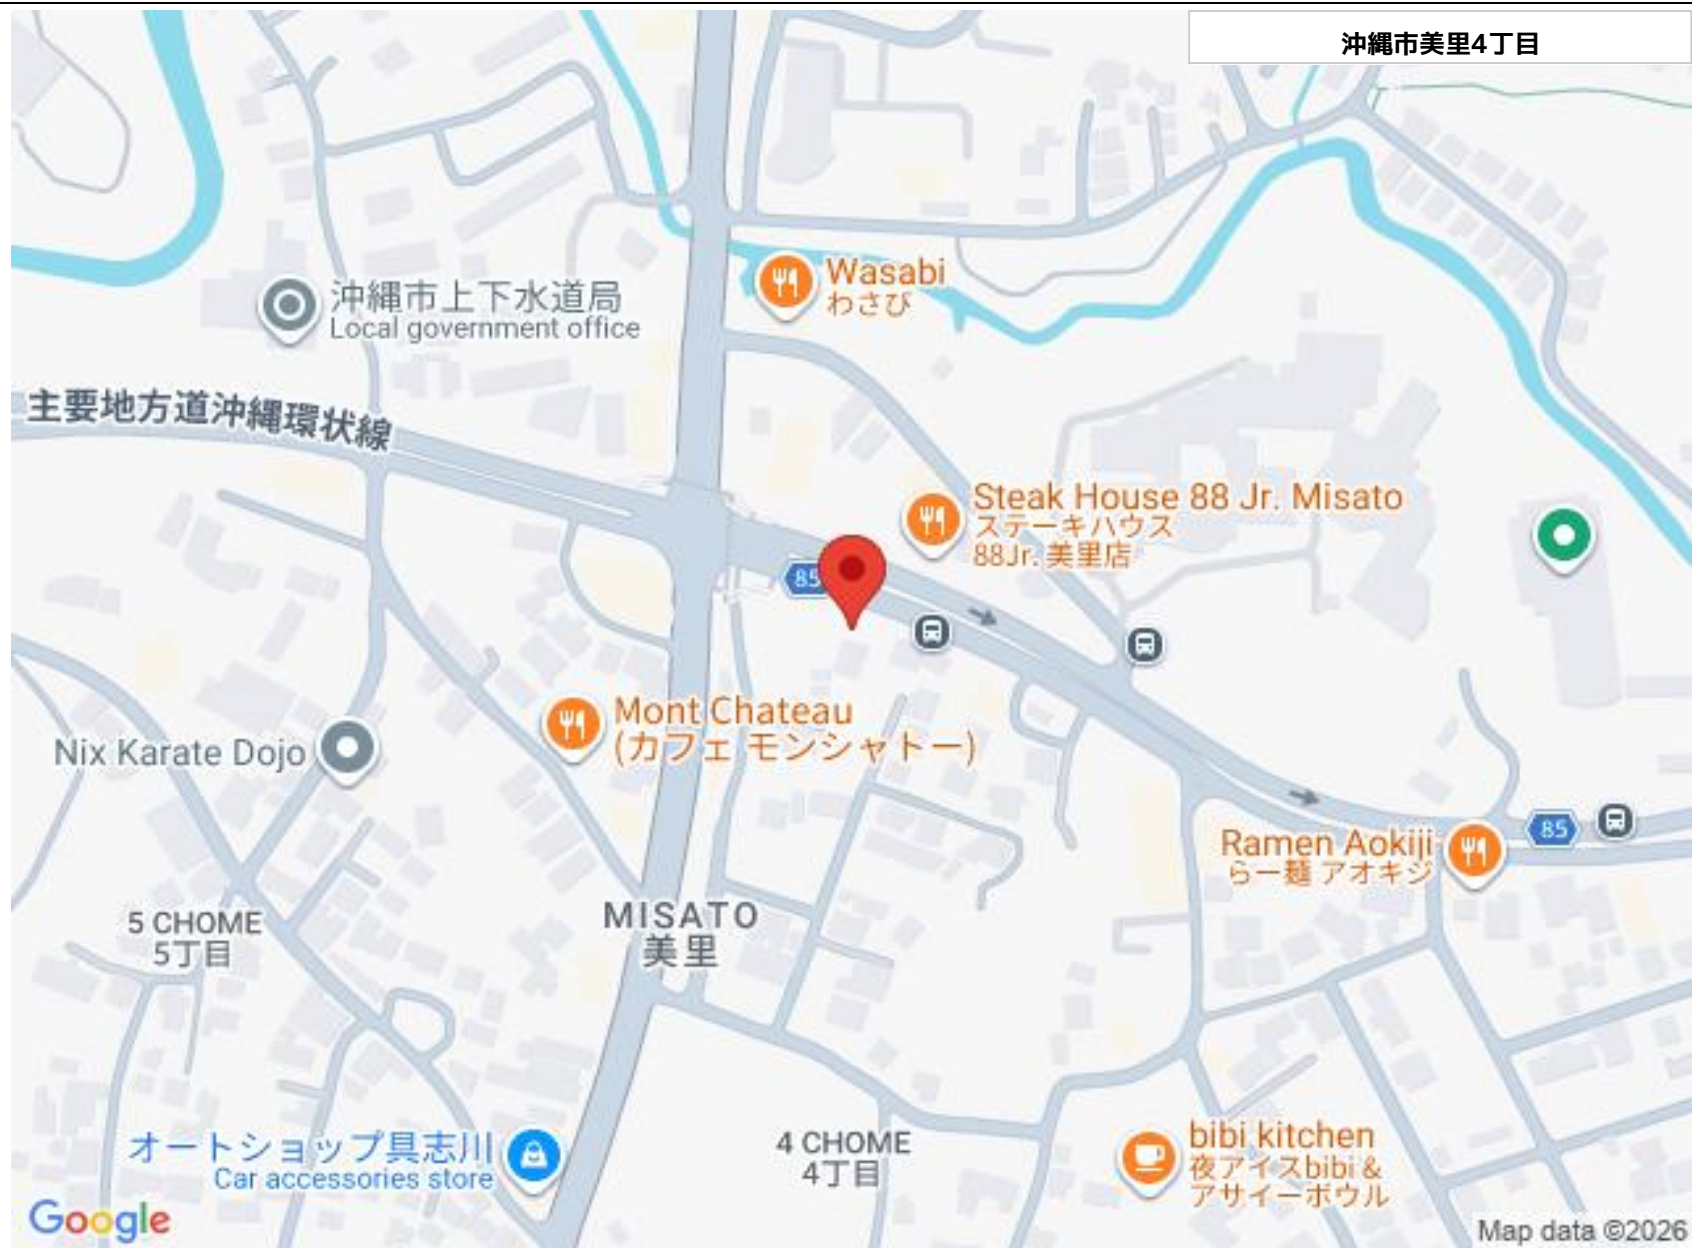 沖縄市美里4丁目
Wasabi
わさび
沖縄市上下水道局
Local government office
主要地方道沖縄環状線
Steak House 88 Jr. Misato
ステーキハウス
88Jr. 美里店
85
Mont Chateau
(カフェ モンシャトー)
Nix Karate Dojo
Ramen Aokiji
らー麺 アオキジ
85
5 CHOME
5丁目
MISATO
美里
オートショップ具志川
Car accessories store
4 CHOME
4丁目
bibi kitchen
夜アイスbibi &
アサイーボウル
Google
Map data ©2026